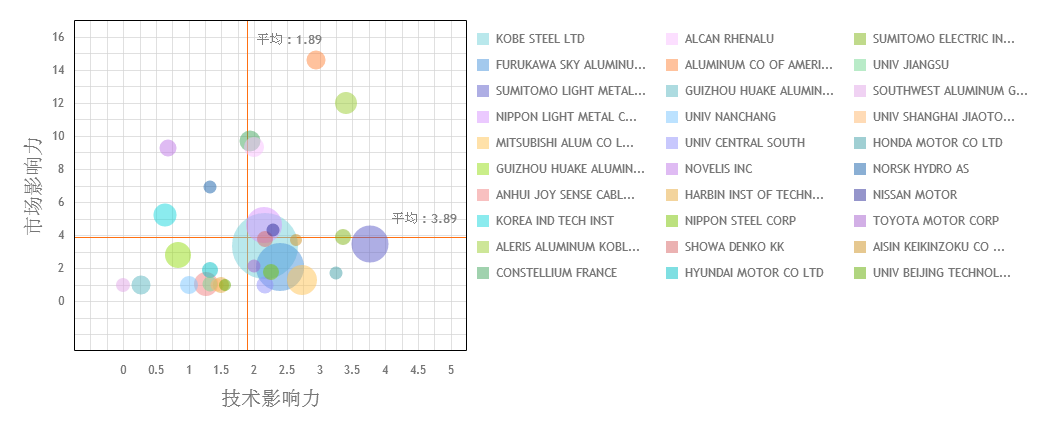 市场影响力
16
14
12
10
8
6
4
2
0
平均 : 1.89
平均 : 3.89
0 0.5 1 1.5 2 2.5 3 3.5 4 4.5 5
技术影响力
KOBE STEEL LTD
FURUKAWA SKY ALUMINU...
SUMITOMO LIGHT METAL...
NIPPON LIGHT METAL C...
MITSUBISHI ALUM CO L...
GUIZHOU HUAKE ALUMIN...
ANHUI JOY SENSE CABL...
KOREA IND TECH INST
ALERIS ALUMINUM KOBL...
CONSTELLIUM FRANCE
ALCAN RHENALU
ALUMINUM CO OF AMERI...
GUIZHOU HUAKE ALUMIN...
UNIV NANCHANG
UNIV CENTRAL SOUTH
NOVELIS INC
HARBIN INST OF TECHN...
NIPPON STEEL CORP
SHOWA DENKO KK
HYUNDAI MOTOR CO LTD
SUMITOMO ELECTRIC IN...
UNIV JIANGSU
SOUTHWEST ALUMINUM G...
UNIV SHANGHAI JIAOTO...
HONDA MOTOR CO LTD
NORSK HYDRO AS
NISSAN MOTOR
TOYOTA MOTOR CORP
AISIN KEIKINZOKU CO ...
UNIV BEIJING TECHNOL...